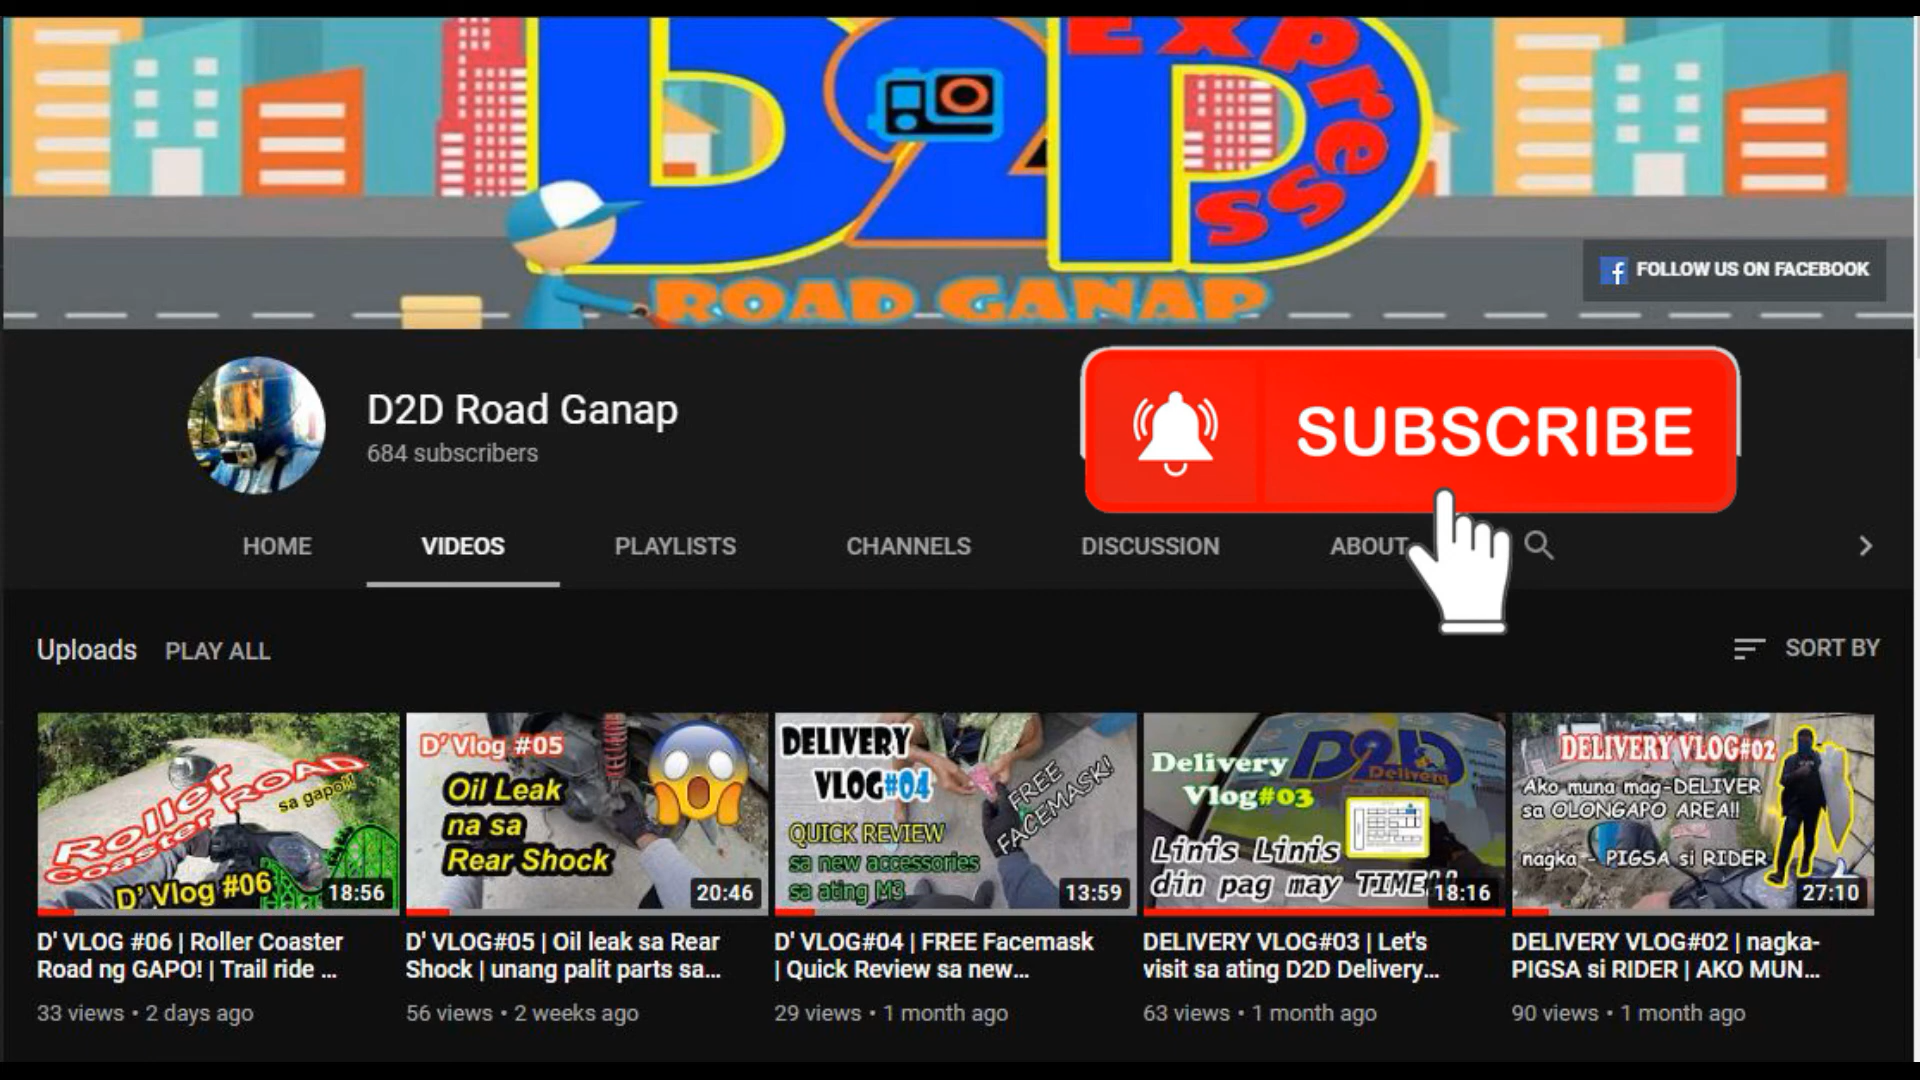 D2D
Express
ROAD GANAP
FOLLOW US ON FACEBOOK
D2D Road Ganap
684 subscribers
SUBSCRIBE
HOME VIDEOS PLAYLISTS CHANNELS DISCUSSION ABOUT
Uploads PLAY ALL SORT BY
Roller
Coaster ROAD
sa gapo!!
D' Vlog #06
18:56
D' Vlog #05
Oil Leak
na sa
Rear Shock
20:46
DELIVERY
VLOG#04
FREE
FACEMASK!
QUICK REVIEW
sa new accessories
sa ating M3
13:59
D2D
Delivery
Delivery
Vlog#03
Linis Linis
din pag may TIME!!
18:16
DELIVERY VLOG#02
Ako muna mag-DELIVER
sa OLONGAPO AREA!!
nagka - PIGSA si RIDER
27:10
D' VLOG #06 | Roller Coaster
Road ng GAPO! | Trail ride ...
33 views • 2 days ago
D' VLOG#05 | Oil leak sa Rear
Shock | unang palit parts sa...
56 views • 2 weeks ago
D' VLOG#04 | FREE Facemask
| Quick Review sa new...
29 views • 1 month ago
DELIVERY VLOG#03 | Let's
visit sa ating D2D Delivery...
63 views • 1 month ago
DELIVERY VLOG#02 | nagka-
PIGSA si RIDER | AKO MUN...
90 views • 1 month ago